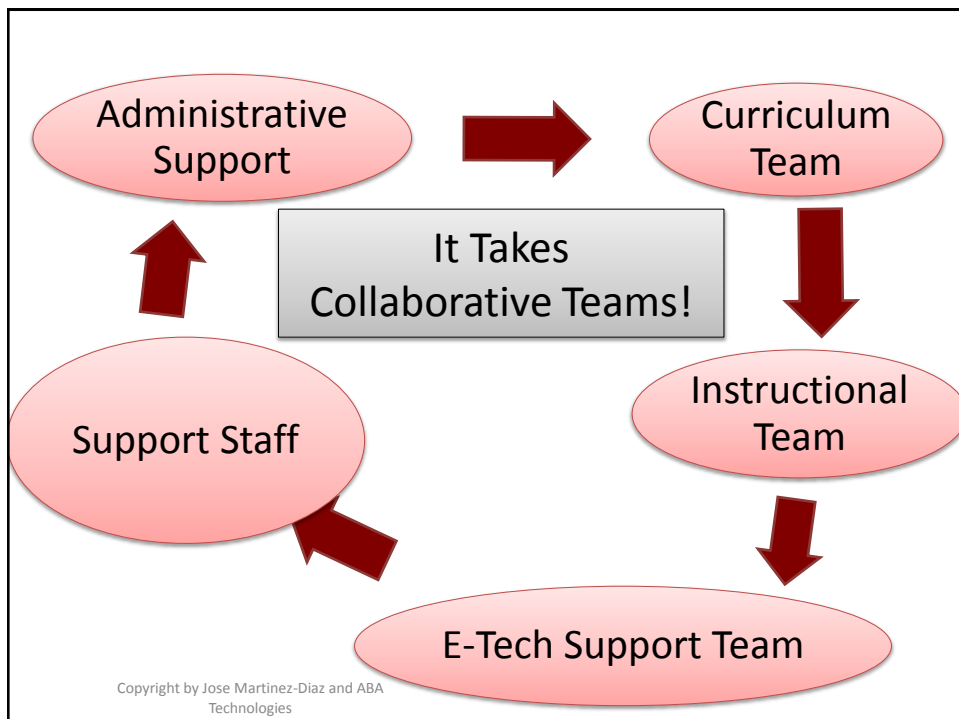 Administrative
Support
Curriculum
Team
It Takes
Collaborative Teams!
Instructional
Team
Support Staff
E-Tech Support Team
Copyright by Jose Martinez-Diaz and ABA
Technologies